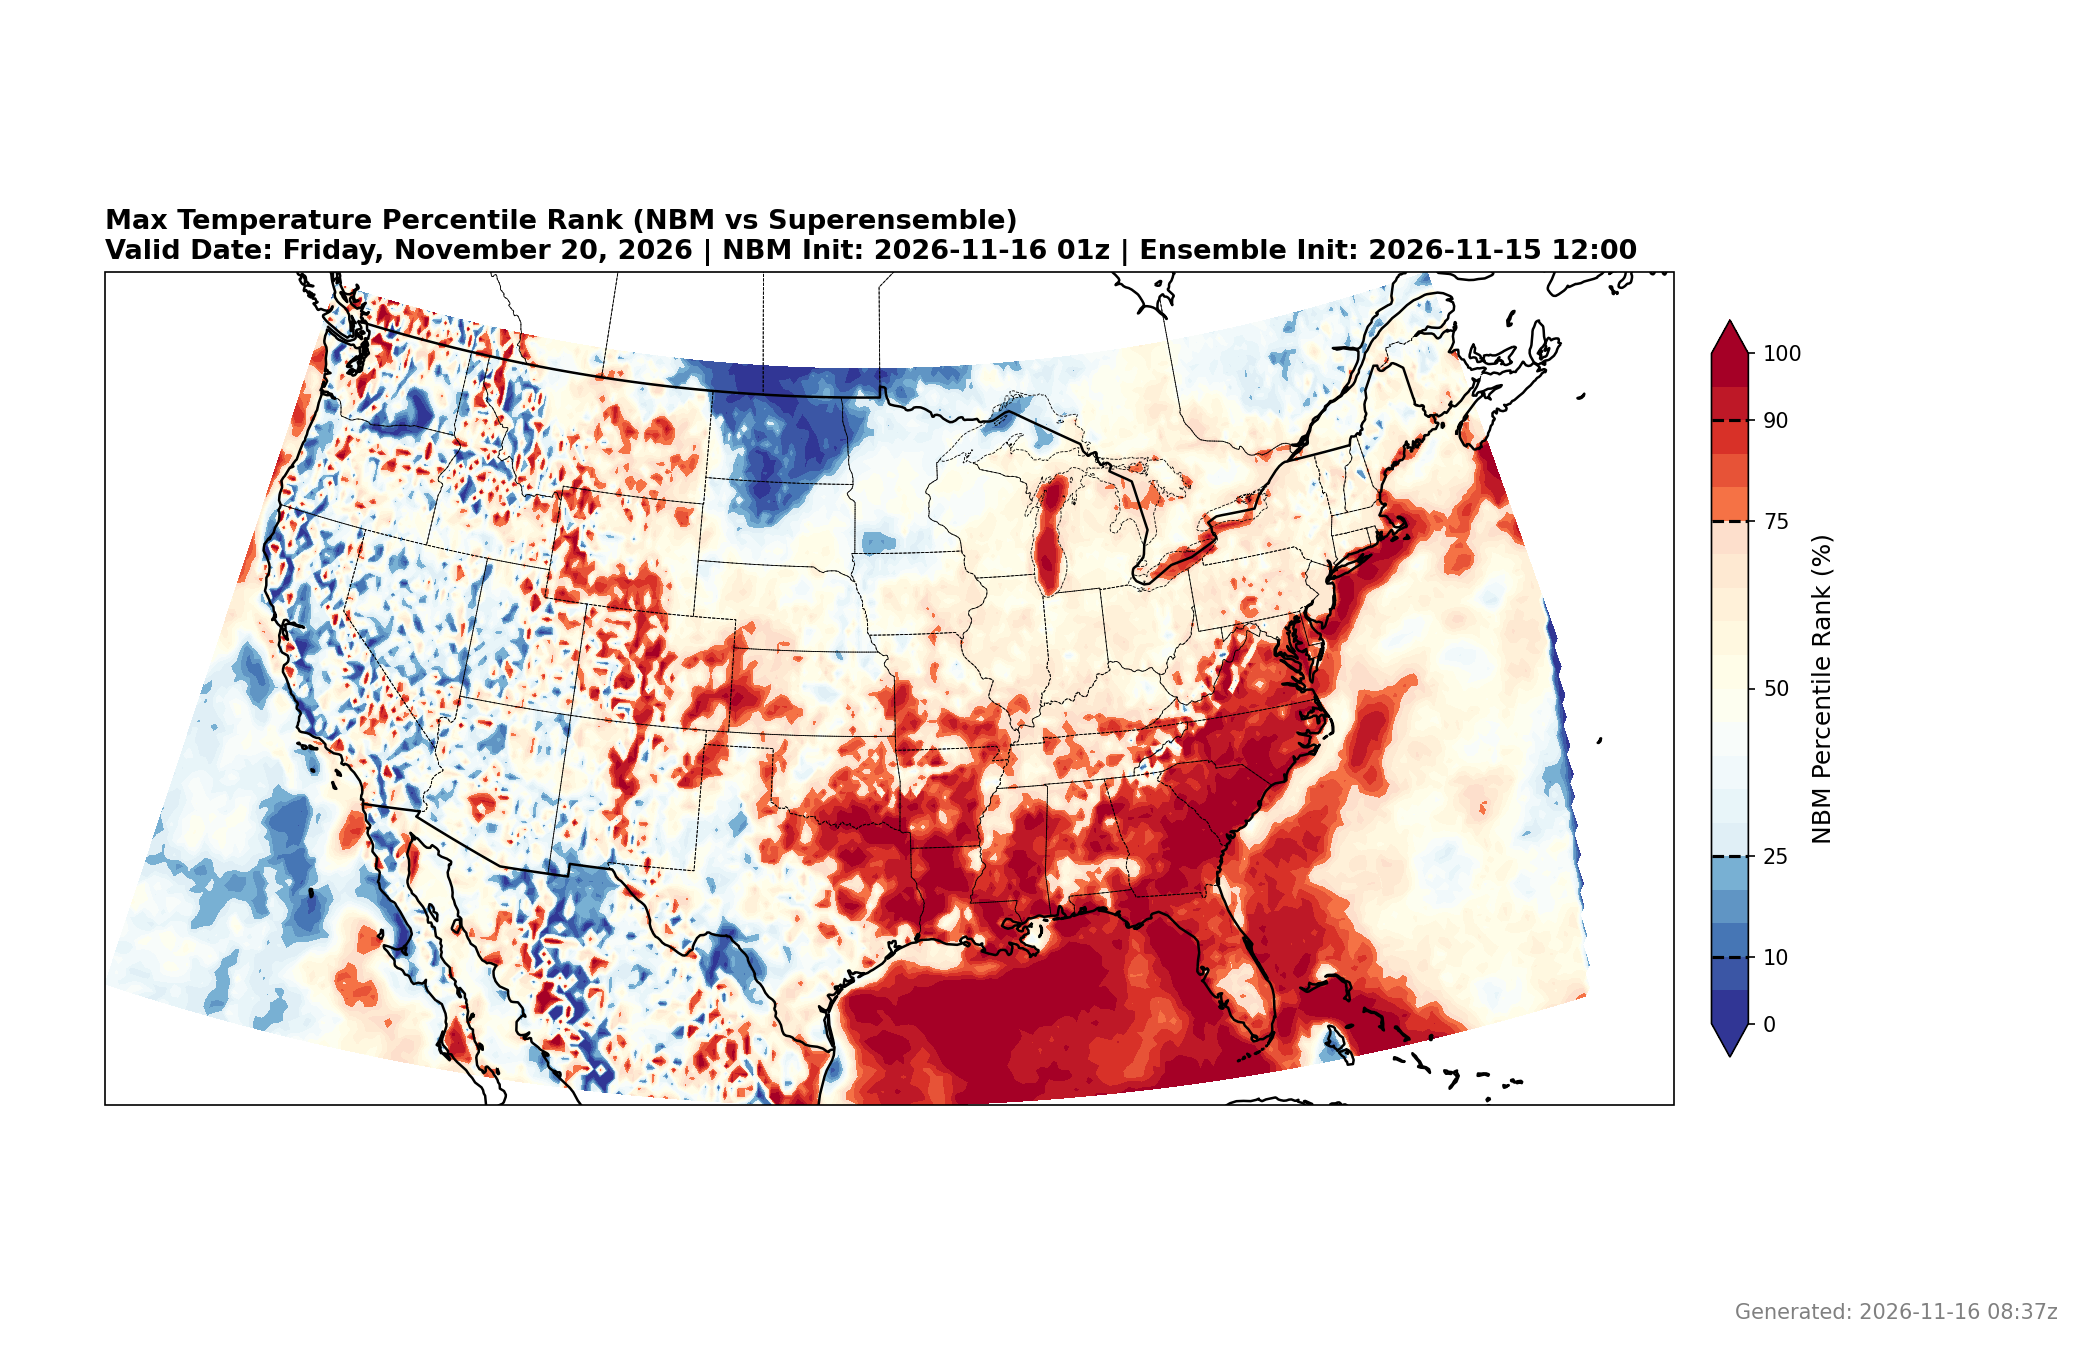 Max Temperature Percentile Rank (NBM vs Superensemble)
Valid Date: Friday, November 20, 2026 | NBM Init: 2026-11-16 01z | Ensemble Init: 2026-11-15 12:00
100
90
75
50
25
10
0
NBM Percentile Rank (%)
Generated: 2026-11-16 08:37z